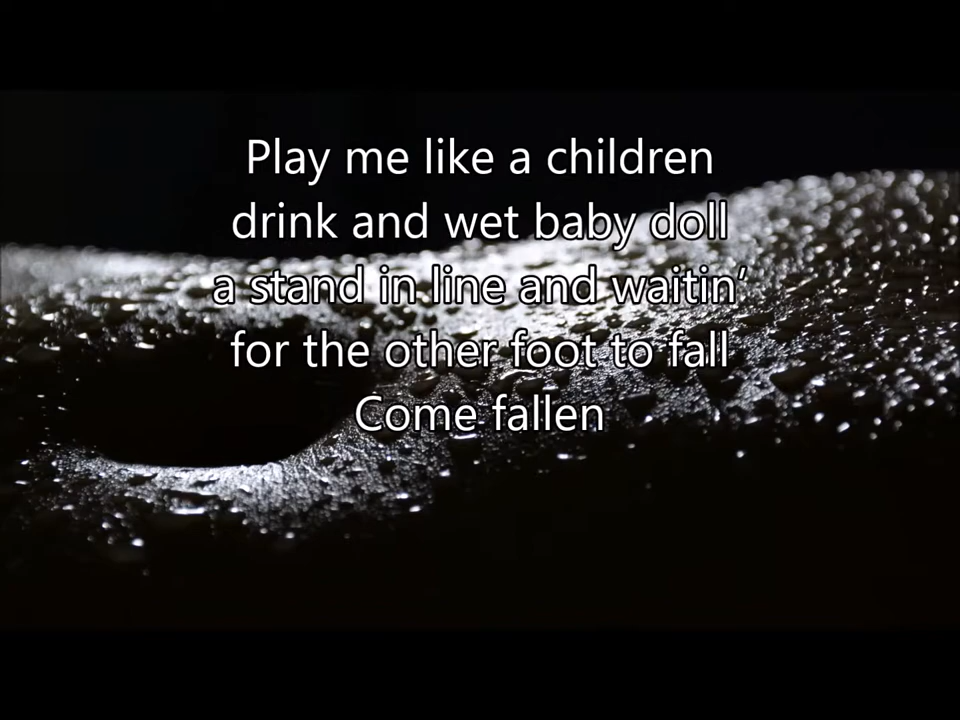 Play me like a children
drink and wet baby doll
a stand in line and waitin’
for the other foot to fall
Come fallen